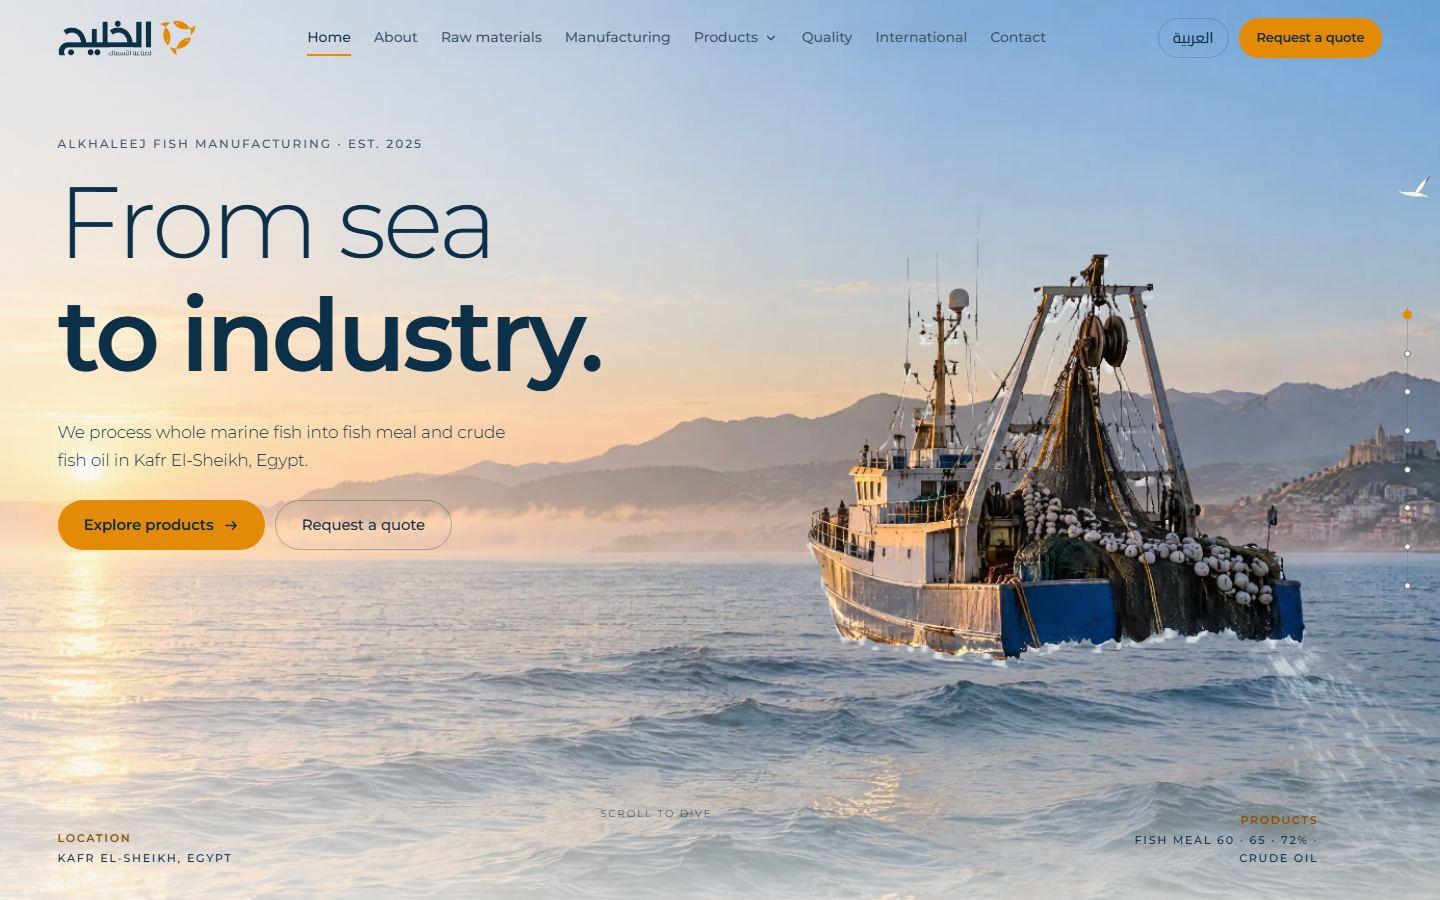 الخليج
لصناعة الأسماك
Home
About
Raw materials
Manufacturing
Products
Quality
International
Contact
العربية
Request a quote
ALKHALEEJ FISH MANUFACTURING · EST. 2025
From sea
to industry.
We process whole marine fish into fish meal and crude
fish oil in Kafr El-Sheikh, Egypt.
Explore products →
Request a quote
SCROLL TO DIVE
LOCATION
KAFR EL-SHEIKH, EGYPT
PRODUCTS
FISH MEAL 60 · 65 · 72% ·
CRUDE OIL